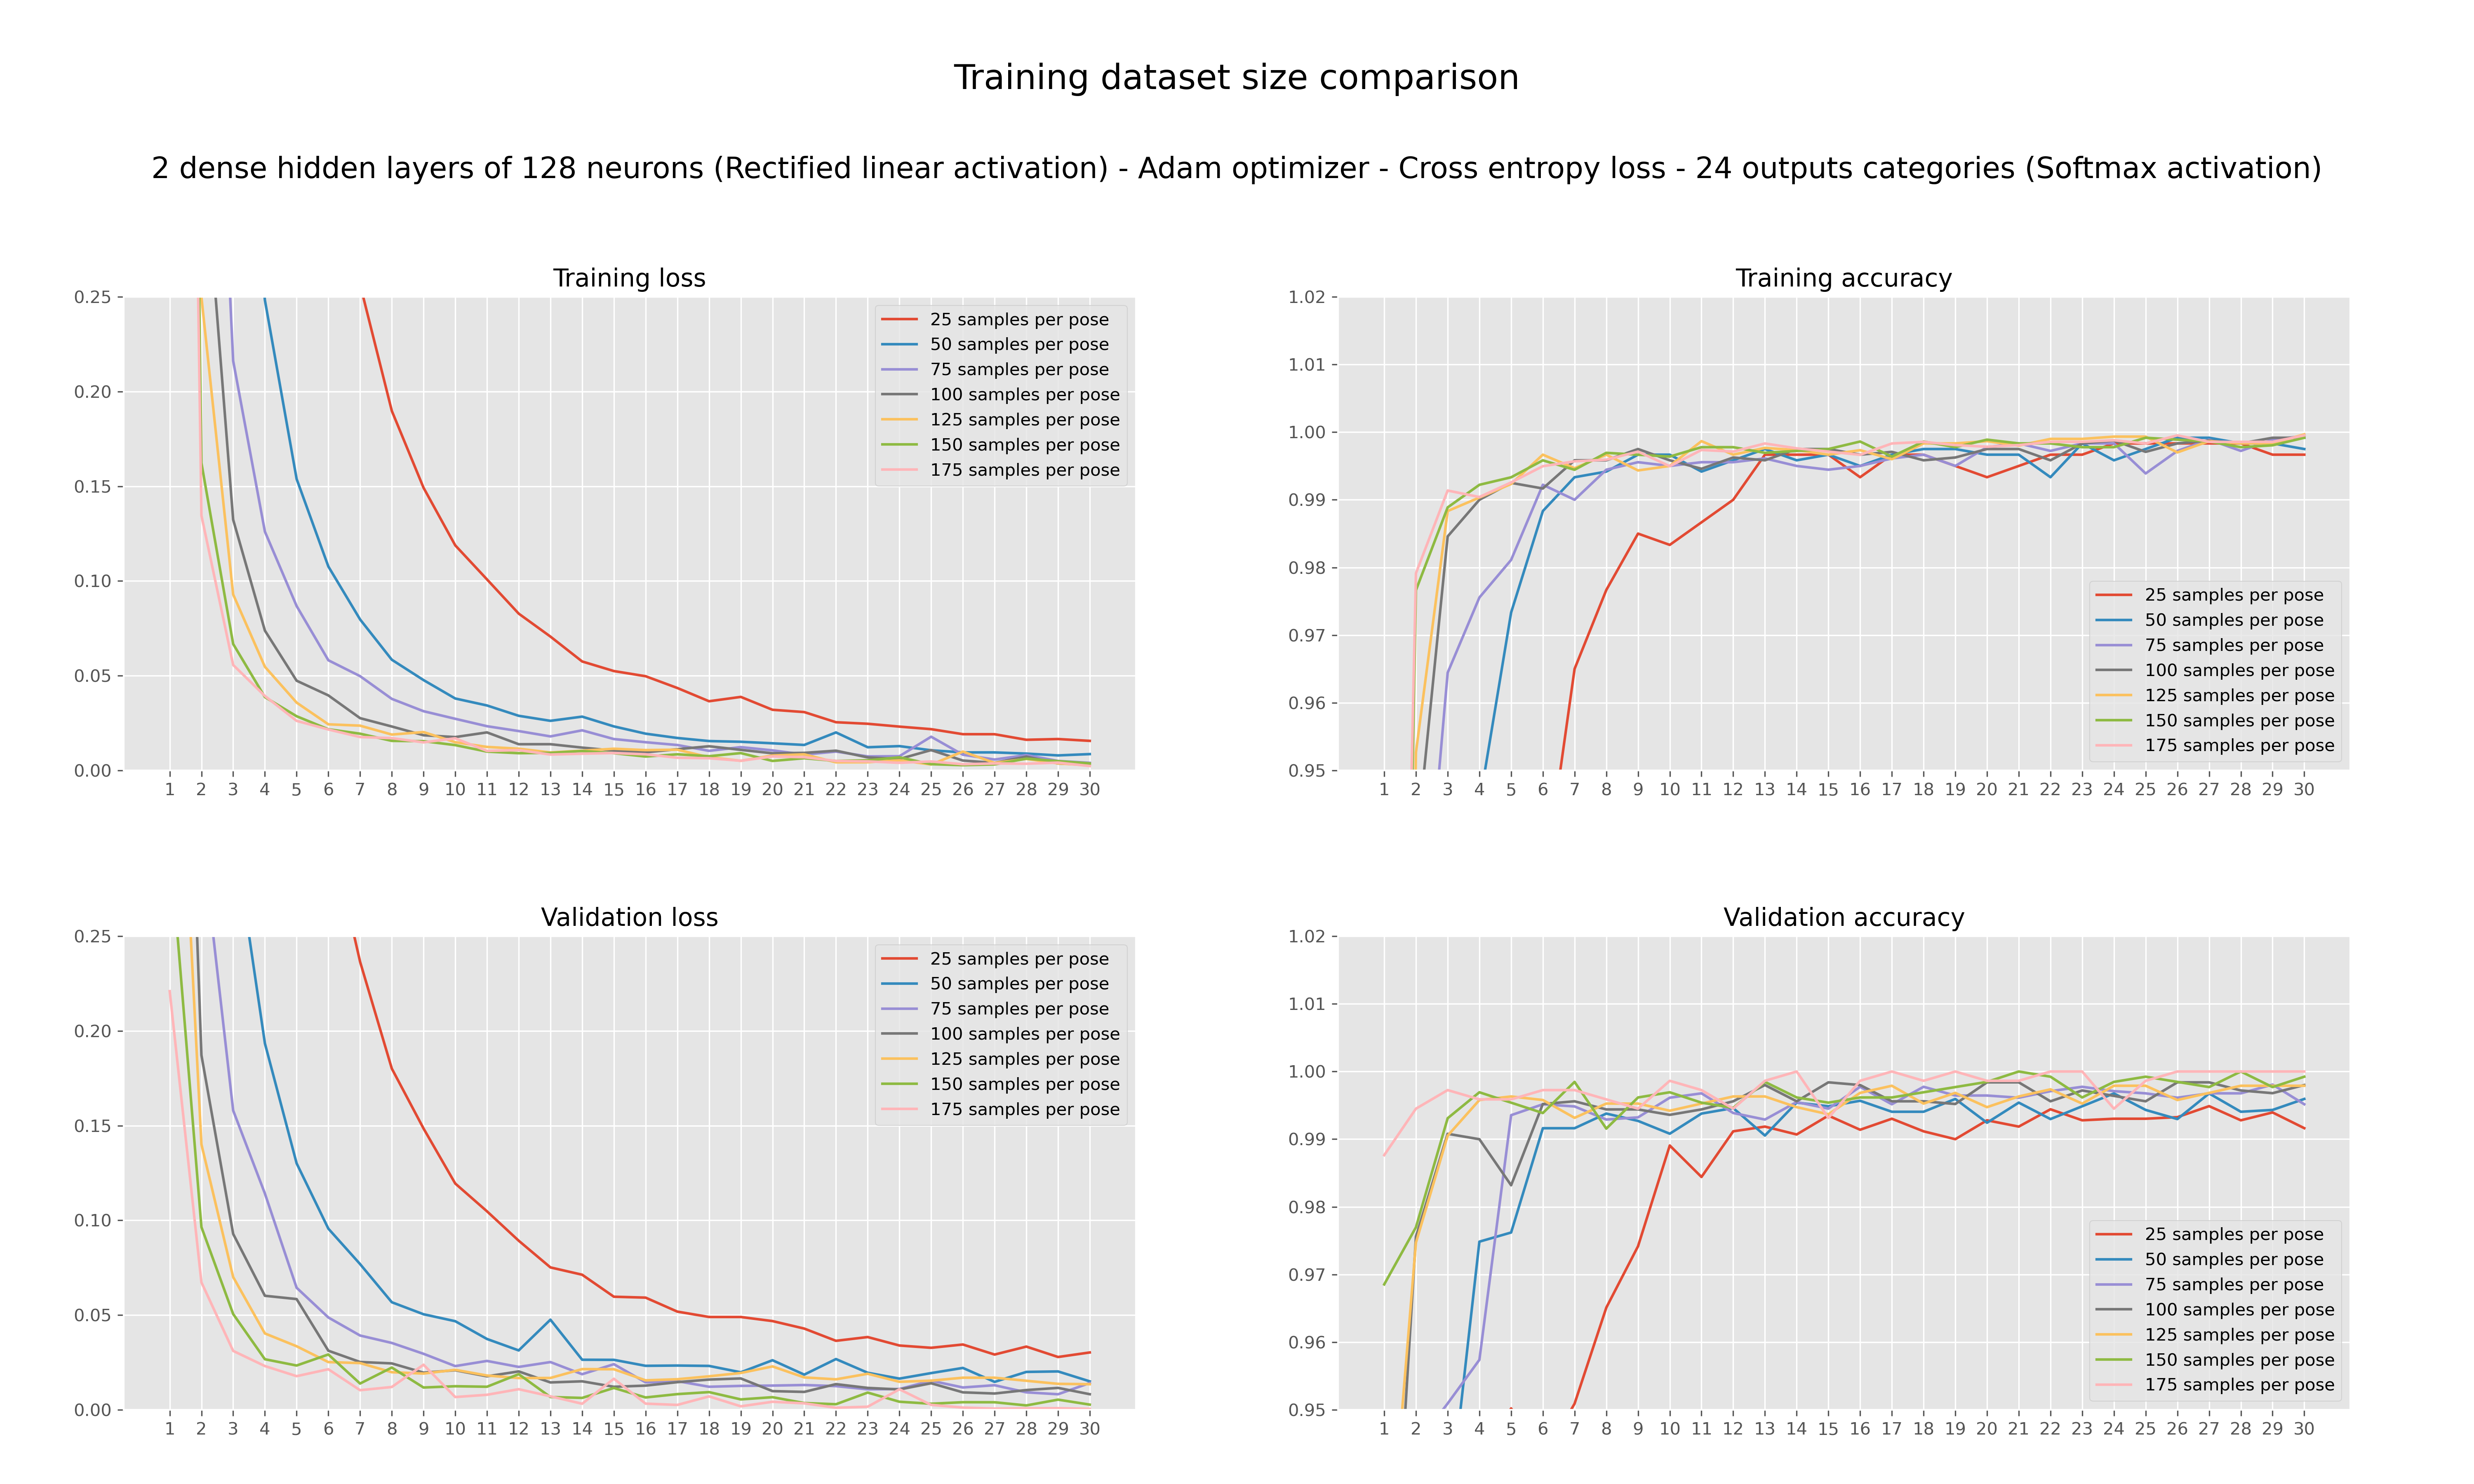 Training dataset size comparison
2 dense hidden layers of 128 neurons (Rectified linear activation) - Adam optimizer - Cross entropy loss - 24 outputs categories (Softmax activation)
Training loss
0.25
0.20
0.15
0.10
0.05
0.00
25 samples per pose
50 samples per pose
75 samples per pose
100 samples per pose
125 samples per pose
150 samples per pose
175 samples per pose
1 2 3 4 5 6 7 8 9 10 11 12 13 14 15 16 17 18 19 20 21 22 23 24 25 26 27 28 29 30
Training accuracy
1.02
1.01
1.00
0.99
0.98
0.97
0.96
0.95
25 samples per pose
50 samples per pose
75 samples per pose
100 samples per pose
125 samples per pose
150 samples per pose
175 samples per pose
1 2 3 4 5 6 7 8 9 10 11 12 13 14 15 16 17 18 19 20 21 22 23 24 25 26 27 28 29 30
Validation loss
0.25
0.20
0.15
0.10
0.05
0.00
25 samples per pose
50 samples per pose
75 samples per pose
100 samples per pose
125 samples per pose
150 samples per pose
175 samples per pose
1 2 3 4 5 6 7 8 9 10 11 12 13 14 15 16 17 18 19 20 21 22 23 24 25 26 27 28 29 30
Validation accuracy
1.02
1.01
1.00
0.99
0.98
0.97
0.96
0.95
25 samples per pose
50 samples per pose
75 samples per pose
100 samples per pose
125 samples per pose
150 samples per pose
175 samples per pose
1 2 3 4 5 6 7 8 9 10 11 12 13 14 15 16 17 18 19 20 21 22 23 24 25 26 27 28 29 30